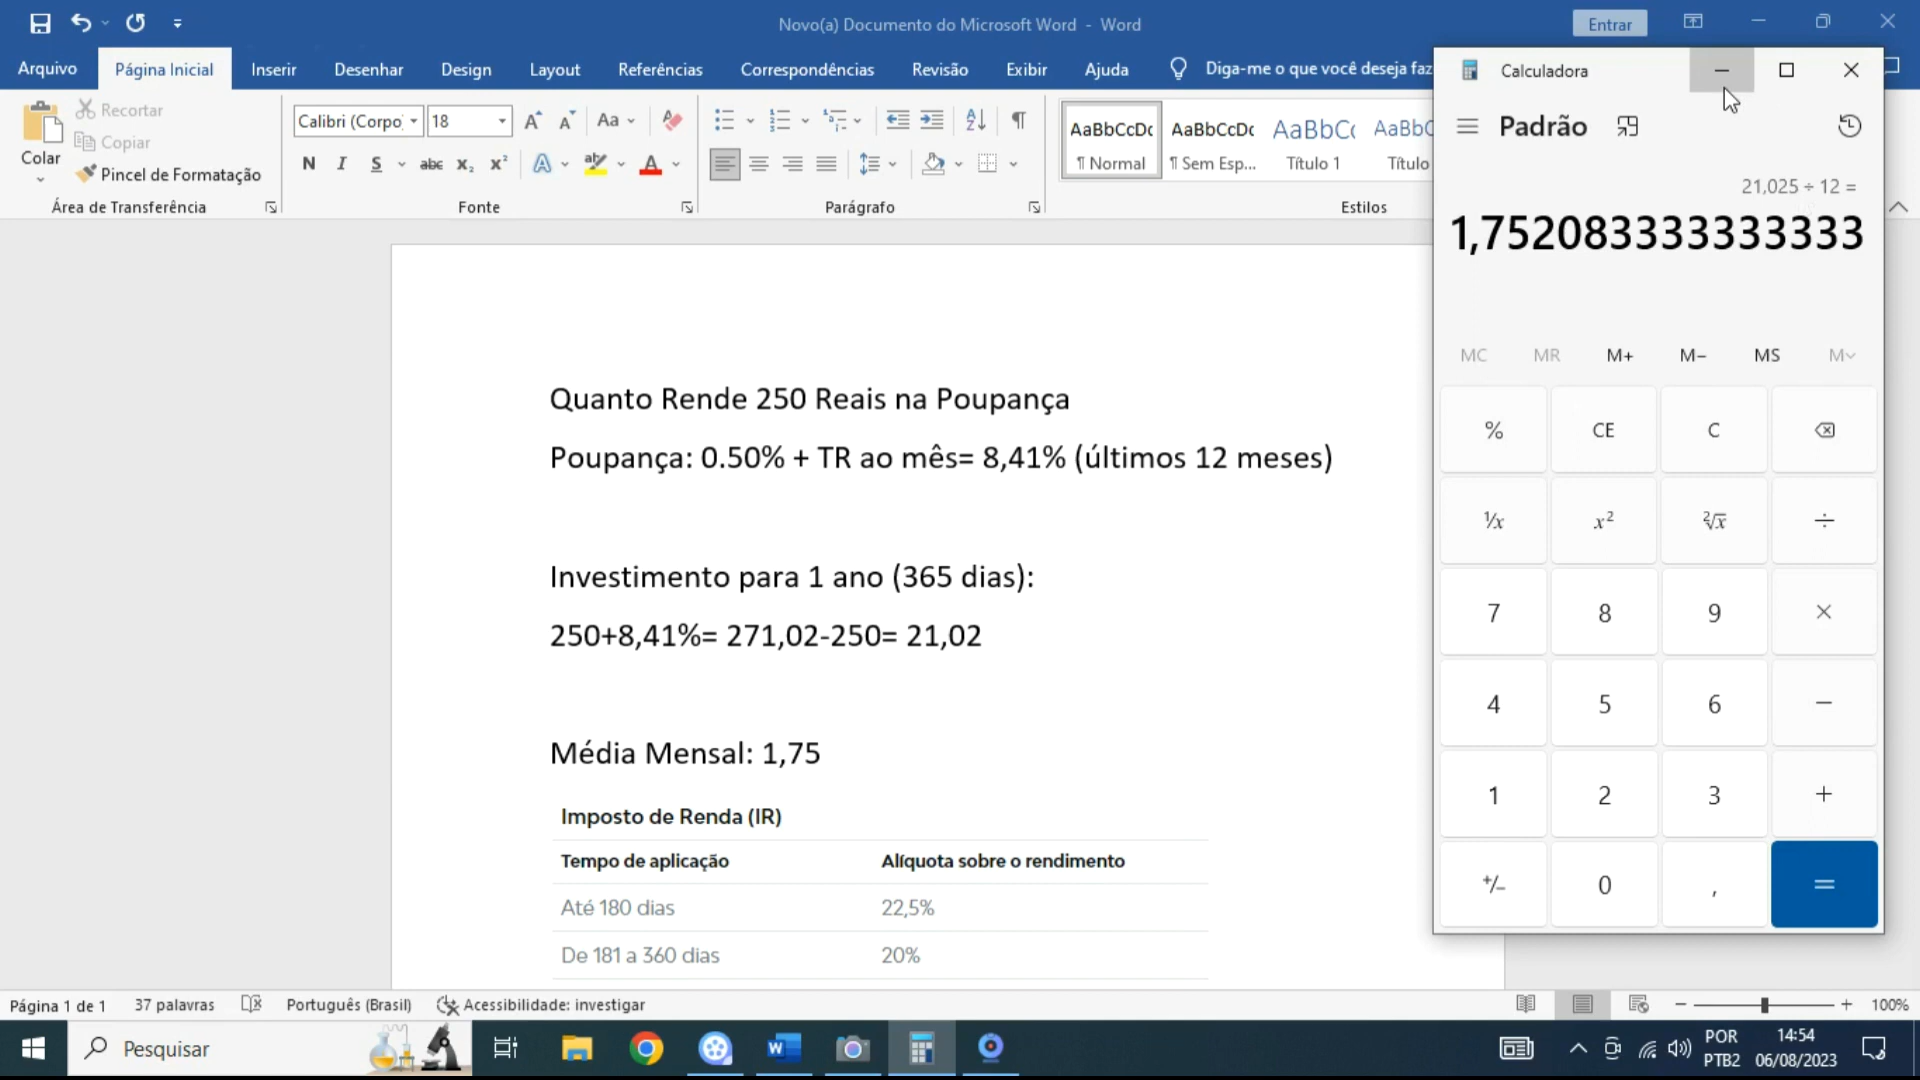 Novo(a) Documento do Microsoft Word - Word
Entrar
Arquivo
Página Inicial
Inserir
Desenhar
Design
Layout
Referências
Correspondências
Revisão
Exibir
Ajuda
Diga-me o que você deseja faz
Colar
Recortar
Copiar
Pincel de Formatação
Área de Transferência
Calibri (Corpo
18
Fonte
Parágrafo
AaBbCcDc
¶ Normal
AaBbCcDc
¶ Sem Esp...
AaBbCc
Título 1
AaBbC
Título
Estilos
Quanto Rende 250 Reais na Poupança
Poupança: 0.50% + TR ao mês= 8,41% (últimos 12 meses)
Investimento para 1 ano (365 dias):
250+8,41%= 271,02-250= 21,02
Média Mensal: 1,75
Imposto de Renda (IR)
Tempo de aplicação Alíquota sobre o rendimento
Até 180 dias 22,5%
De 181 a 360 dias 20%
Calculadora
Padrão
21,025 ÷ 12 =
1,752083333333333
MC MR M+ M− MS M
% CE C
¹/x x² ²√x ÷
7 8 9 ×
4 5 6 −
1 2 3 +
+/− 0 , =
Página 1 de 1
37 palavras
Português (Brasil)
Acessibilidade: investigar
100%
Pesquisar
POR
PTB2
14:54
06/08/2023